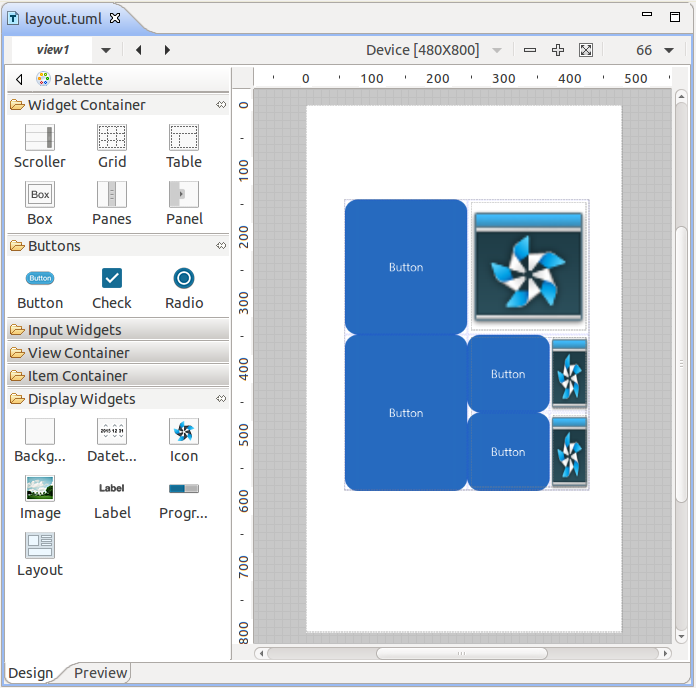 layout.tuml
view1
Device [480X800]
66
Palette
0 100 200 300 400 500
Widget Container
Scroller Grid Table
Box
Box Panes Panel
Buttons
Button
Button Check Radio
Input Widgets
View Container
Item Container
Display Widgets
2013 12 31
Backg... Datet... Icon
Label
Image Label Progr...
Layout
0
100
200
300
400
500
600
700
800
Button
Button
Button
Button
Design Preview